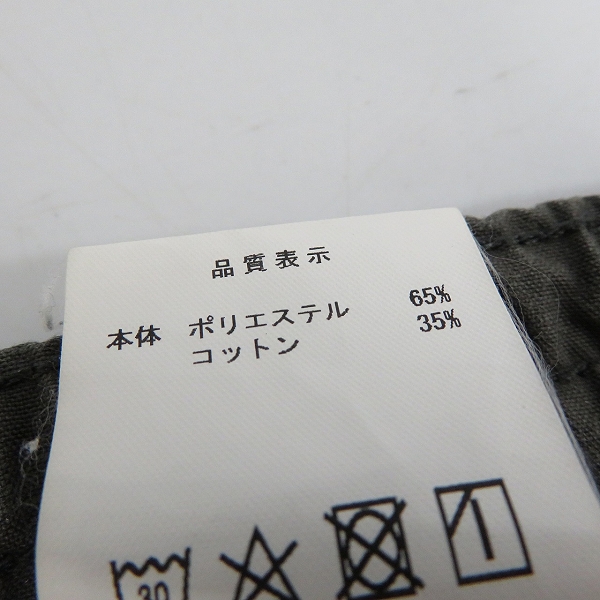 品質表示
本体 ポリエステル 65%
コットン 35%
30